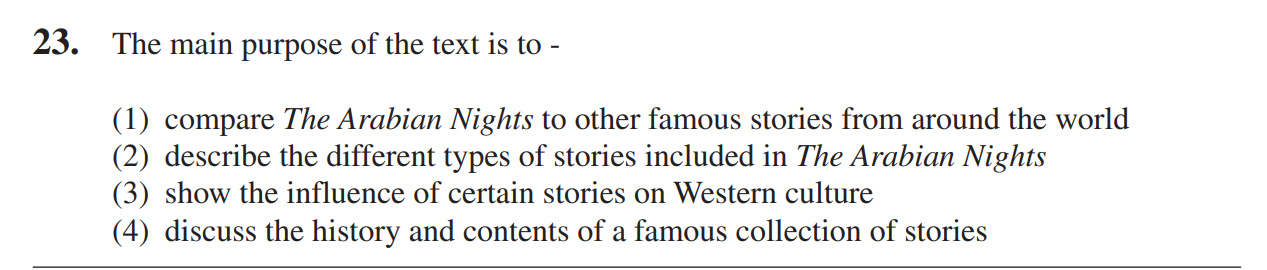 23. The main purpose of the text is to -
(1) compare The Arabian Nights to other famous stories from around the world
(2) describe the different types of stories included in The Arabian Nights
(3) show the influence of certain stories on Western culture
(4) discuss the history and contents of a famous collection of stories